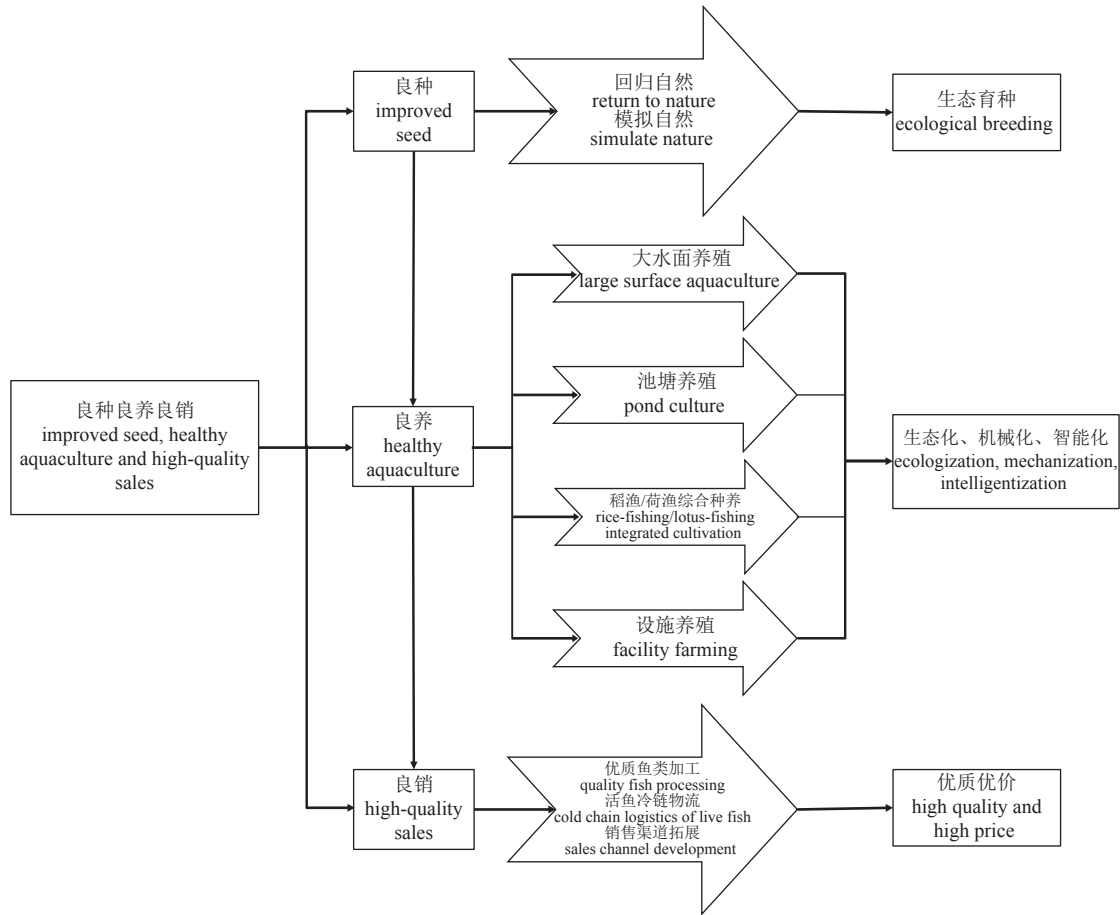 良种良养良销
improved seed, healthy
aquaculture and high-quality
sales
良种
improved
seed
回归自然
return to nature
模拟自然
simulate nature
生态育种
ecological breeding
良养
healthy
aquaculture
大水面养殖
large surface aquaculture
池塘养殖
pond culture
稻渔/荷渔综合种养
rice-fishing/lotus-fishing
integrated cultivation
设施养殖
facility farming
生态化、机械化、智能化
ecologization, mechanization,
intelligentization
良销
high-quality
sales
优质鱼类加工
quality fish processing
活鱼冷链物流
cold chain logistics of live fish
销售渠道拓展
sales channel development
优质优价
high quality and
high price